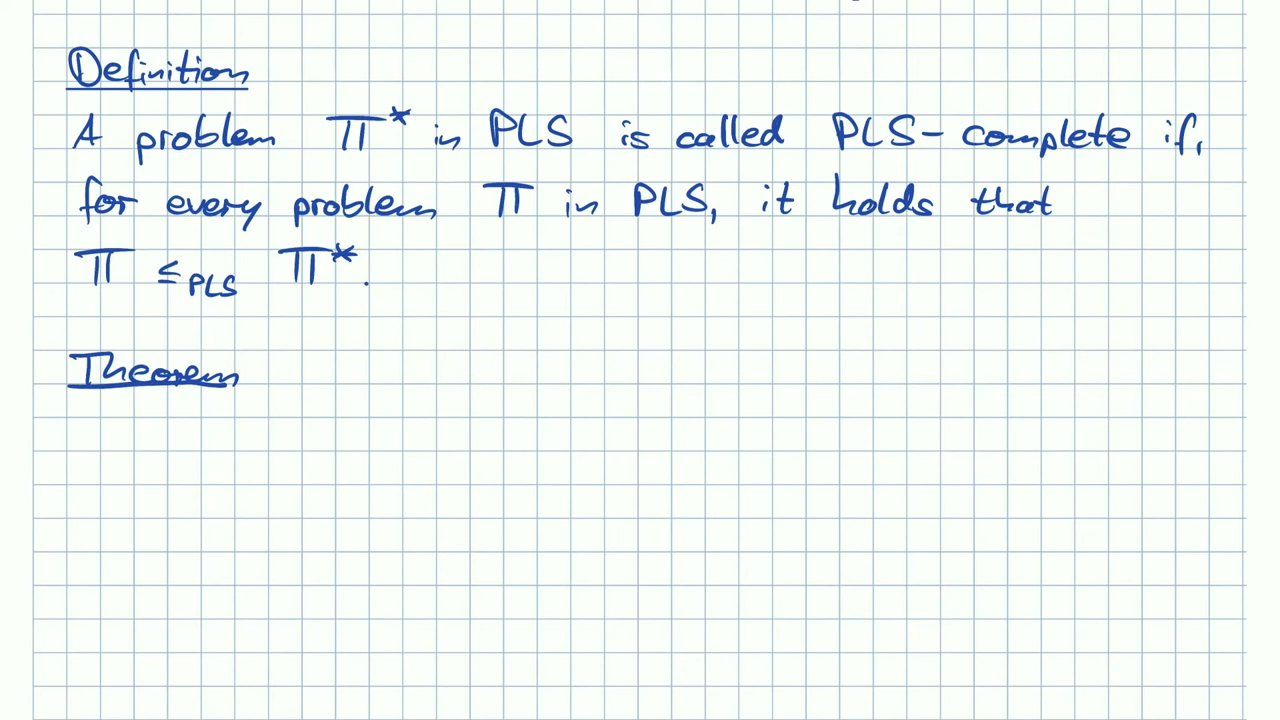 Definition
A problem Π* in PLS is called PLS-complete if,
for every problem Π in PLS, it holds that
Π ≤PLS Π*.
Theorem